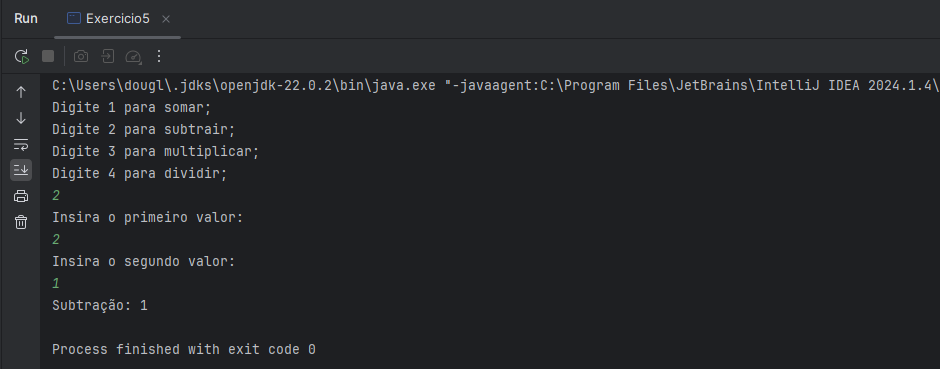 Run Exercicio5
C:\Users\dougl\.jdks\openjdk-22.0.2\bin\java.exe "-javaagent:C:\Program Files\JetBrains\IntelliJ IDEA 2024.1.4\
Digite 1 para somar;
Digite 2 para subtrair;
Digite 3 para multiplicar;
Digite 4 para dividir;
2
Insira o primeiro valor:
2
Insira o segundo valor:
1
Subtração: 1
Process finished with exit code 0